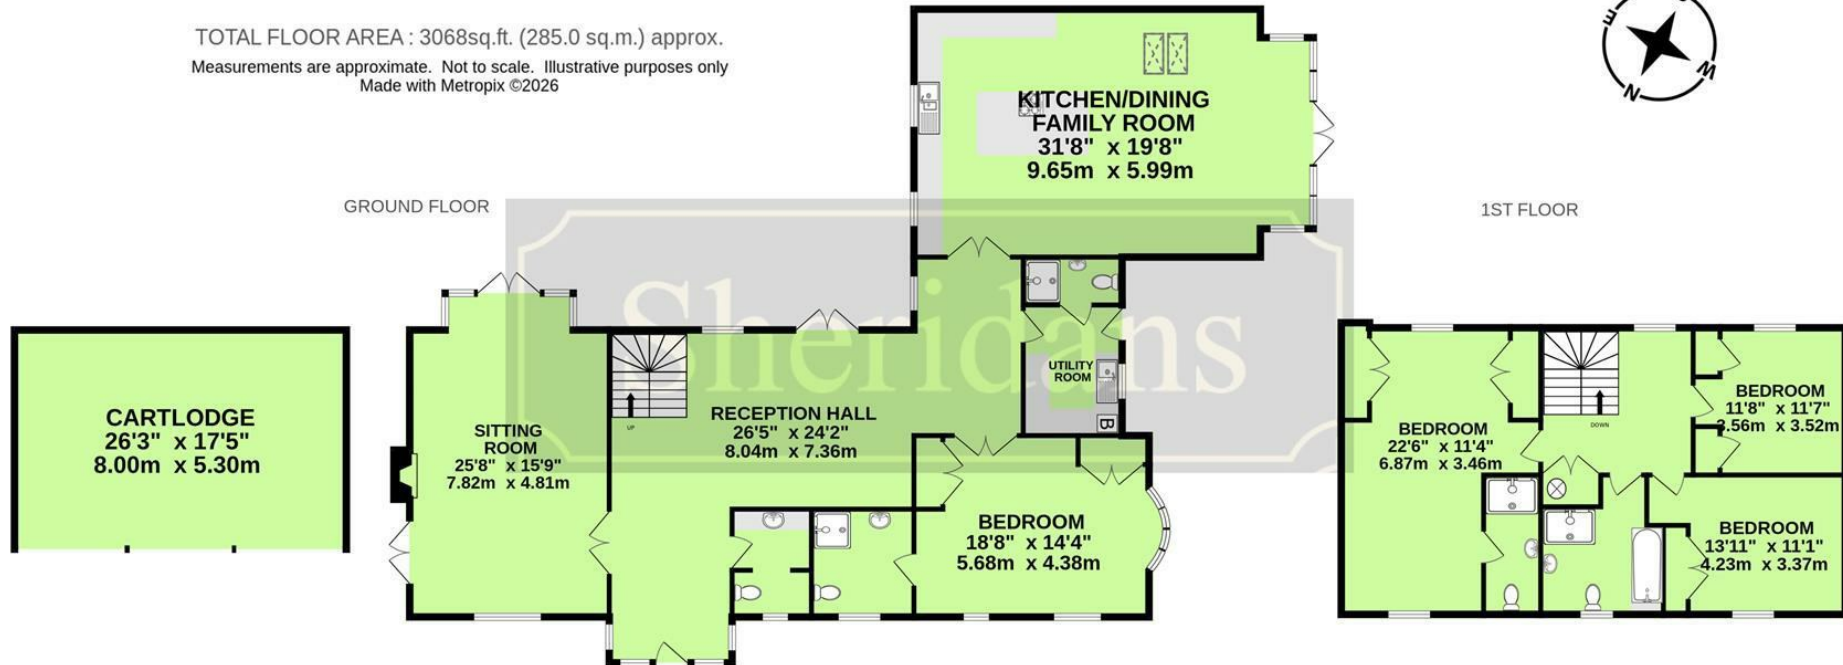 TOTAL FLOOR AREA : 3068sq.ft. (285.0 sq.m.) approx.
Measurements are approximate. Not to scale. Illustrative purposes only
Made with Metropix ©2026
E
W
N
KITCHEN/DINING
FAMILY ROOM
31'8" x 19'8"
9.65m x 5.99m
GROUND FLOOR
1ST FLOOR
Sheridans
CARTLODGE
26'3" x 17'5"
8.00m x 5.30m
SITTING
ROOM
25'8" x 15'9"
7.82m x 4.81m
UP
RECEPTION HALL
26'5" x 24'2"
8.04m x 7.36m
UTILITY
ROOM
B
BEDROOM
18'8" x 14'4"
5.68m x 4.38m
BEDROOM
22'6" x 11'4"
6.87m x 3.46m
DOWN
BEDROOM
11'8" x 11'7"
3.56m x 3.52m
BEDROOM
13'11" x 11'1"
4.23m x 3.37m